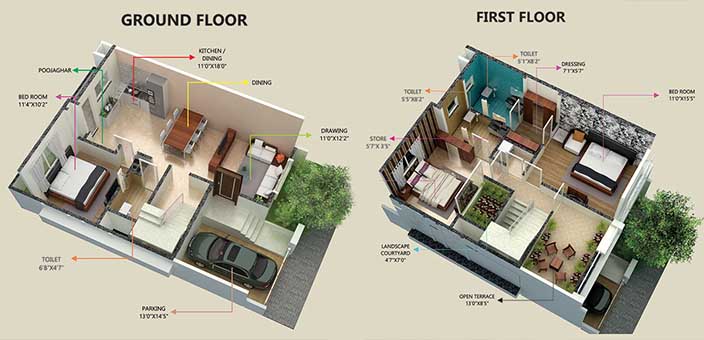 GROUND FLOOR
KITCHEN /
DINING
11'0"X18'0"
POOJAGHAR
DINING
BED ROOM
11'4"X10'2"
DRAWING
11'0"X12'2"
TOILET
6'8"X4'7"
PARKING
13'0"X14'5"
FIRST FLOOR
TOILET
5'1"X8'2"
DRESSING
7'1"X5'7"
TOILET
5'5"X8'2"
BED ROOM
11'0"X15'5"
STORE
5'7"X 3'5"
LANDSCAPE
COURTYARD
4'7"X7'0"
OPEN TERRACE
13'0"X8'5"